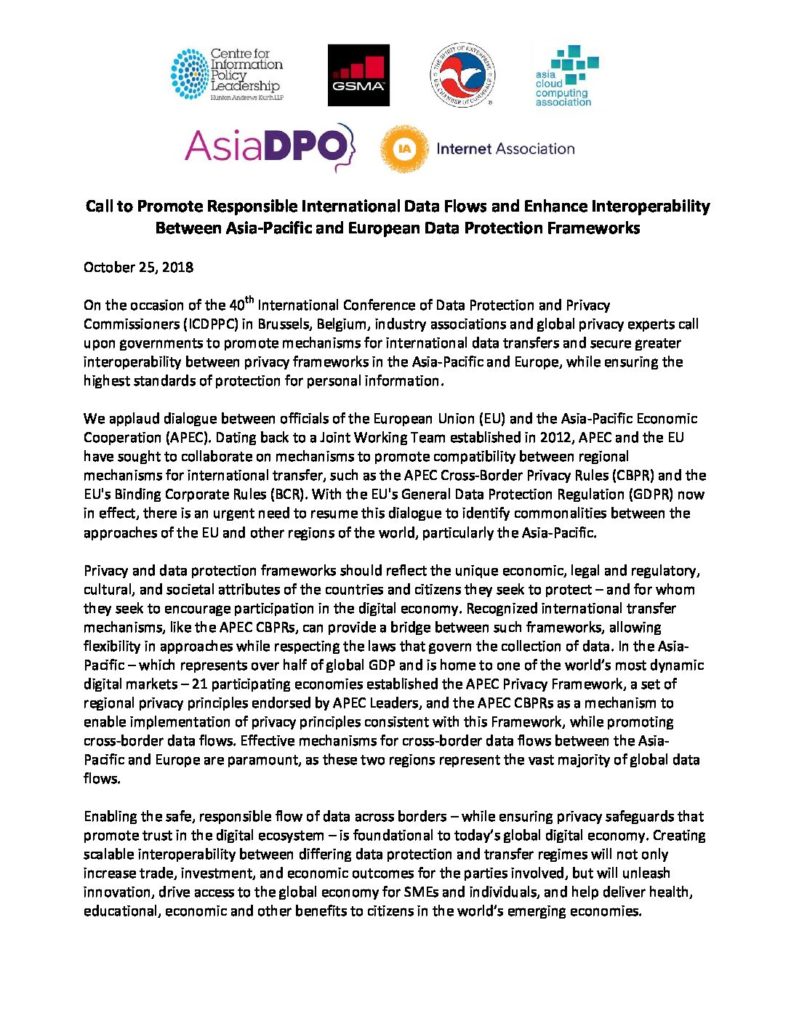 Centre for
Information
Policy
Leadership
Hunton Andrews Kurth LLP
GSMA
THE SPIRIT OF ENTERPRISE
U.S. CHAMBER OF COMMERCE
asia
cloud
computing
association
AsiaDPO
IA
Internet Association
Call to Promote Responsible International Data Flows and Enhance Interoperability
Between Asia-Pacific and European Data Protection Frameworks
October 25, 2018
On the occasion of the 40th International Conference of Data Protection and Privacy
Commissioners (ICDPPC) in Brussels, Belgium, industry associations and global privacy experts call
upon governments to promote mechanisms for international data transfers and secure greater
interoperability between privacy frameworks in the Asia-Pacific and Europe, while ensuring the
highest standards of protection for personal information.
We applaud dialogue between officials of the European Union (EU) and the Asia-Pacific Economic
Cooperation (APEC). Dating back to a Joint Working Team established in 2012, APEC and the EU
have sought to collaborate on mechanisms to promote compatibility between regional
mechanisms for international transfer, such as the APEC Cross-Border Privacy Rules (CBPR) and the
EU's Binding Corporate Rules (BCR). With the EU's General Data Protection Regulation (GDPR) now
in effect, there is an urgent need to resume this dialogue to identify commonalities between the
approaches of the EU and other regions of the world, particularly the Asia-Pacific.
Privacy and data protection frameworks should reflect the unique economic, legal and regulatory,
cultural, and societal attributes of the countries and citizens they seek to protect – and for whom
they seek to encourage participation in the digital economy. Recognized international transfer
mechanisms, like the APEC CBPRs, can provide a bridge between such frameworks, allowing
flexibility in approaches while respecting the laws that govern the collection of data. In the Asia-
Pacific – which represents over half of global GDP and is home to one of the world's most dynamic
digital markets – 21 participating economies established the APEC Privacy Framework, a set of
regional privacy principles endorsed by APEC Leaders, and the APEC CBPRs as a mechanism to
enable implementation of privacy principles consistent with this Framework, while promoting
cross-border data flows. Effective mechanisms for cross-border data flows between the Asia-
Pacific and Europe are paramount, as these two regions represent the vast majority of global data
flows.
Enabling the safe, responsible flow of data across borders – while ensuring privacy safeguards that
promote trust in the digital ecosystem – is foundational to today's global digital economy. Creating
scalable interoperability between differing data protection and transfer regimes will not only
increase trade, investment, and economic outcomes for the parties involved, but will unleash
innovation, drive access to the global economy for SMEs and individuals, and help deliver health,
educational, economic and other benefits to citizens in the world's emerging economies.